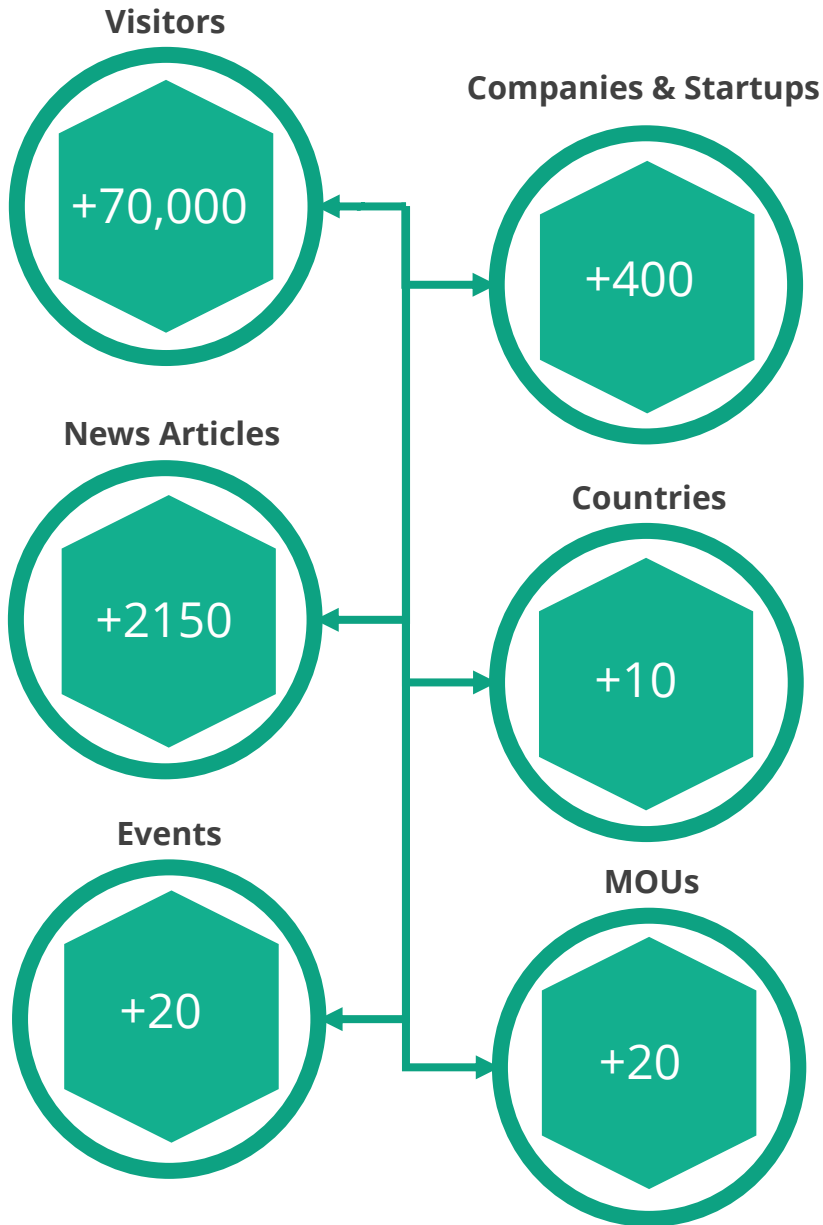 Visitors
+70,000
Companies & Startups
+400
News Articles
+2150
Countries
+10
Events
+20
MOUs
+20